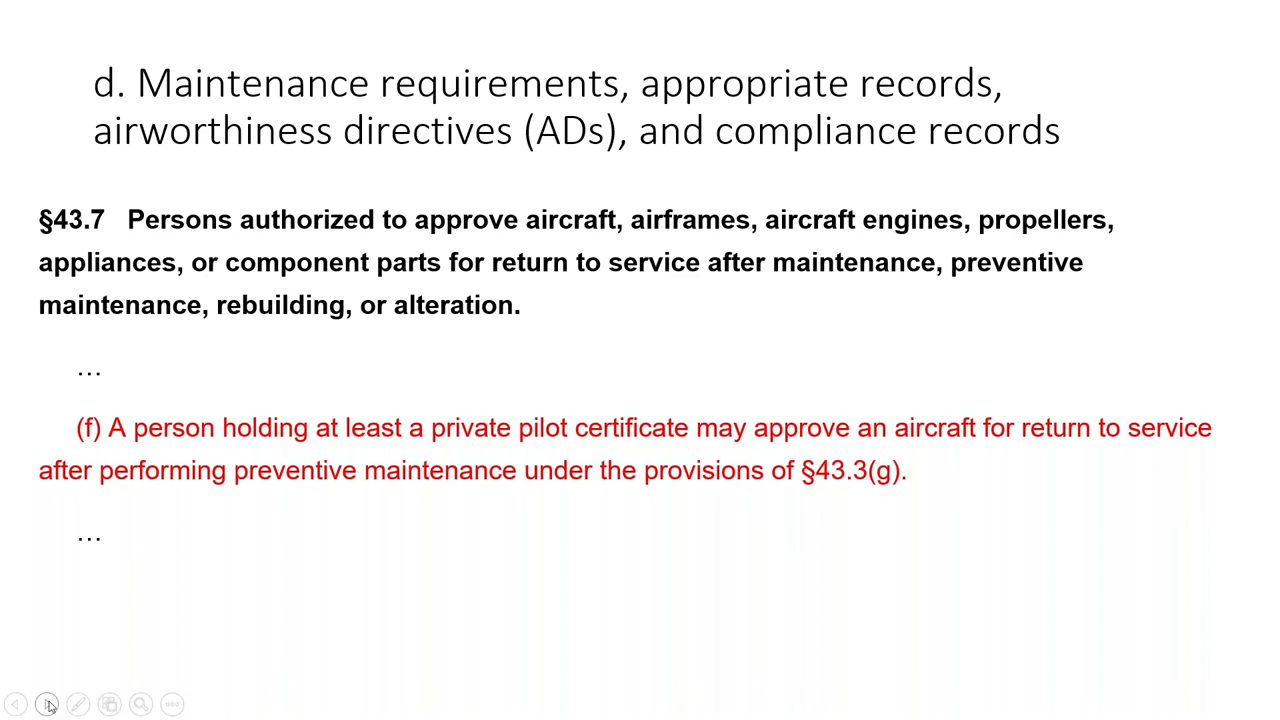 d. Maintenance requirements, appropriate records,
airworthiness directives (ADs), and compliance records
§43.7 Persons authorized to approve aircraft, airframes, aircraft engines, propellers,
appliances, or component parts for return to service after maintenance, preventive
maintenance, rebuilding, or alteration.
…
(f) A person holding at least a private pilot certificate may approve an aircraft for return to service
after performing preventive maintenance under the provisions of §43.3(g).
…